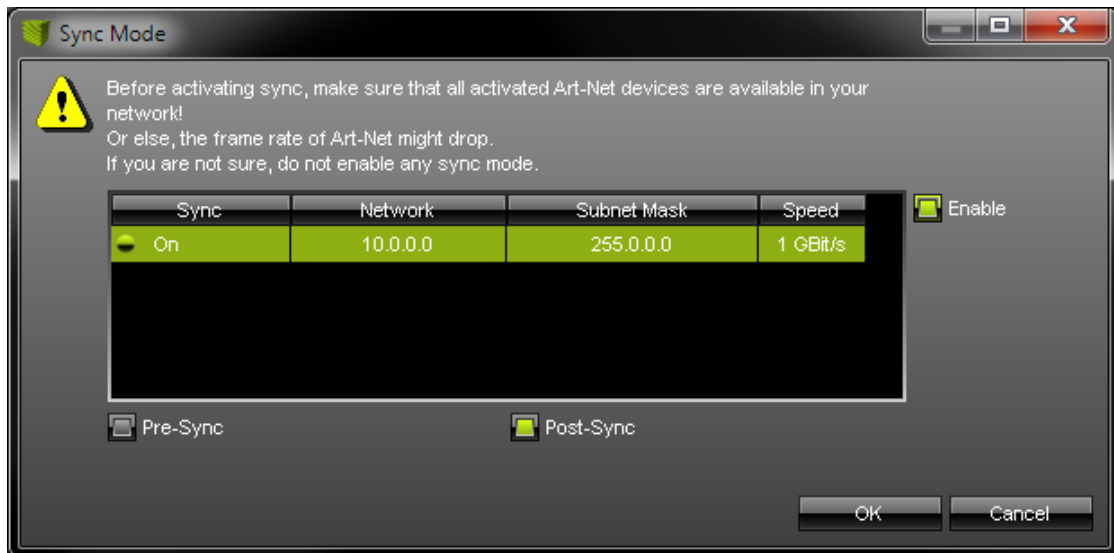 Sync Mode
Before activating sync, make sure that all activated Art-Net devices are available in your
network!
Or else, the frame rate of Art-Net might drop.
If you are not sure, do not enable any sync mode.
Sync Network Subnet Mask Speed Enable
On 10.0.0.0 255.0.0.0 1 GBit/s
Pre-Sync Post-Sync
OK Cancel